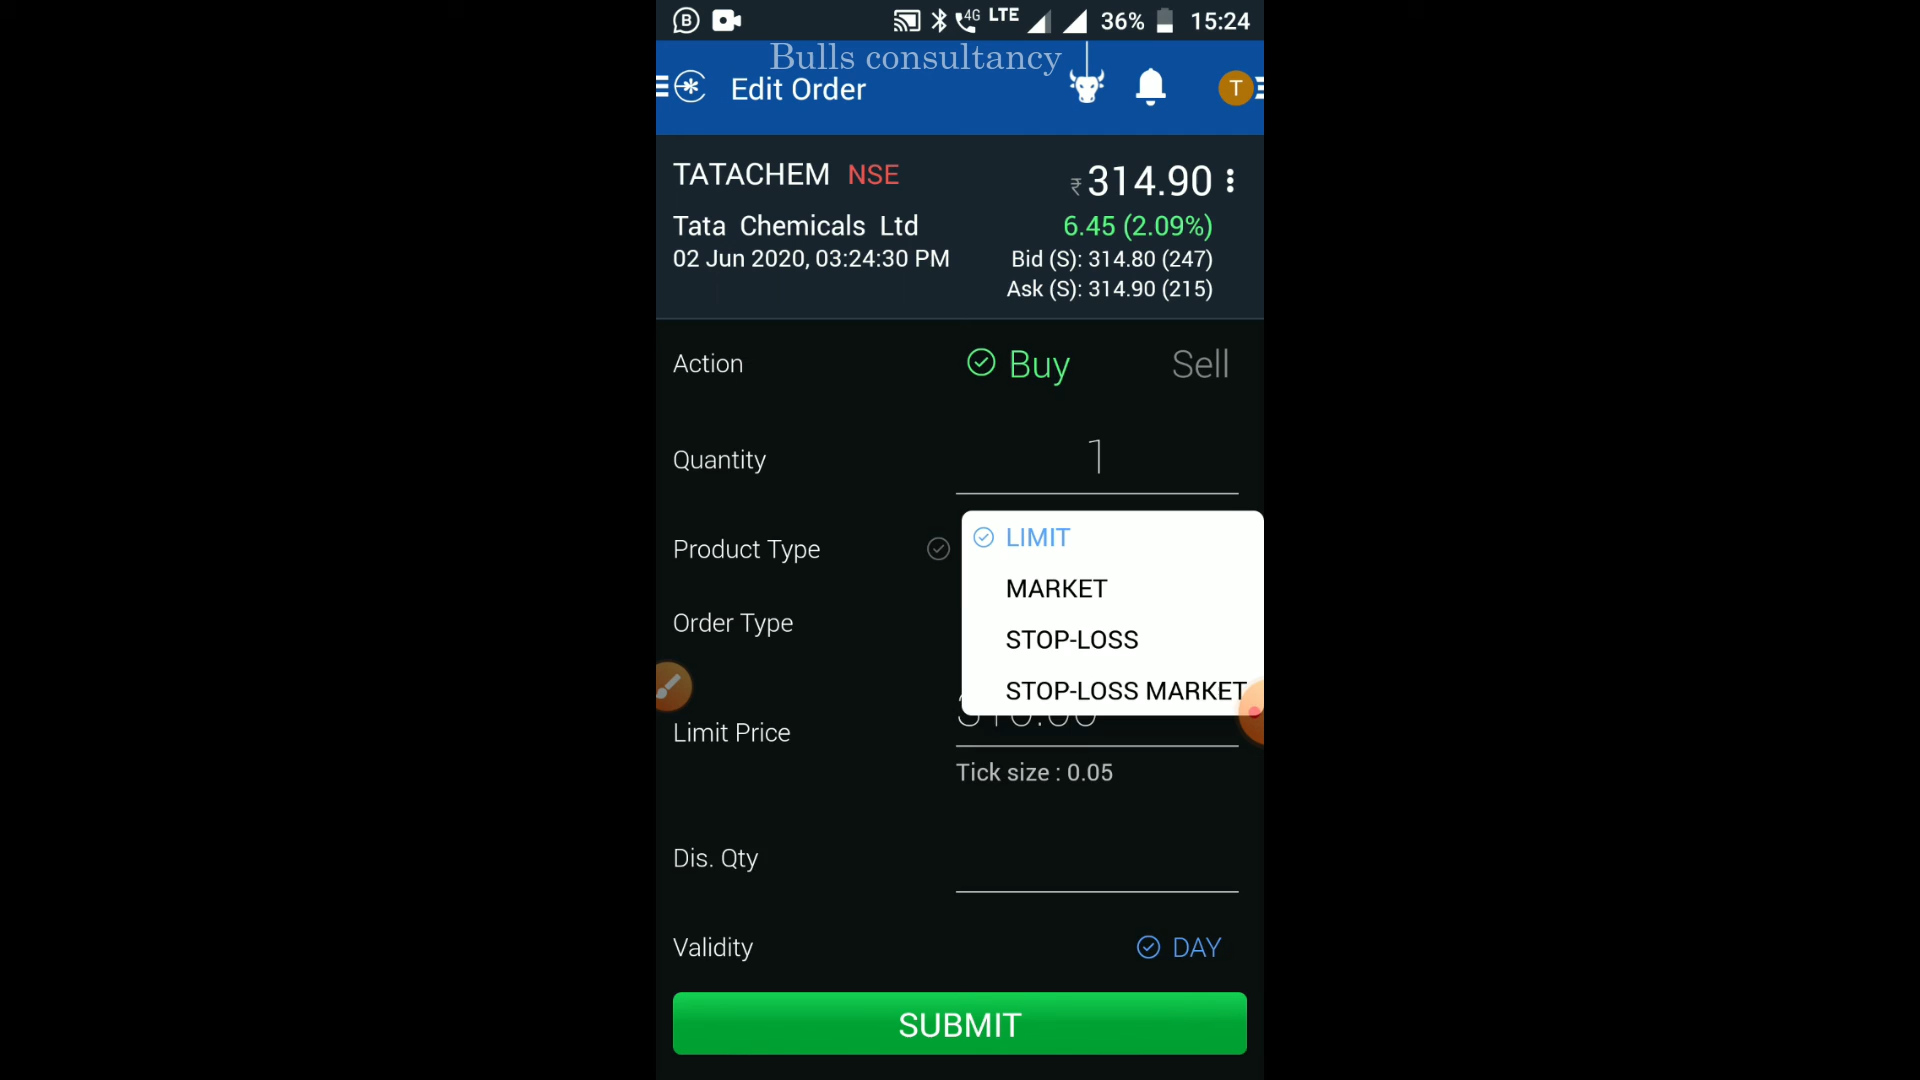 4G LTE 36% 15:24
Bulls consultancy
Edit Order
T
TATACHEM NSE
₹314.90
Tata Chemicals Ltd
6.45 (2.09%)
02 Jun 2020, 03:24:30 PM
Bid (S): 314.80 (247)
Ask (S): 314.90 (215)
Action
Buy
Sell
Quantity
1
Product Type
LIMIT
MARKET
Order Type
STOP-LOSS
STOP-LOSS MARKET
Limit Price
Tick size : 0.05
Dis. Qty
Validity
DAY
SUBMIT